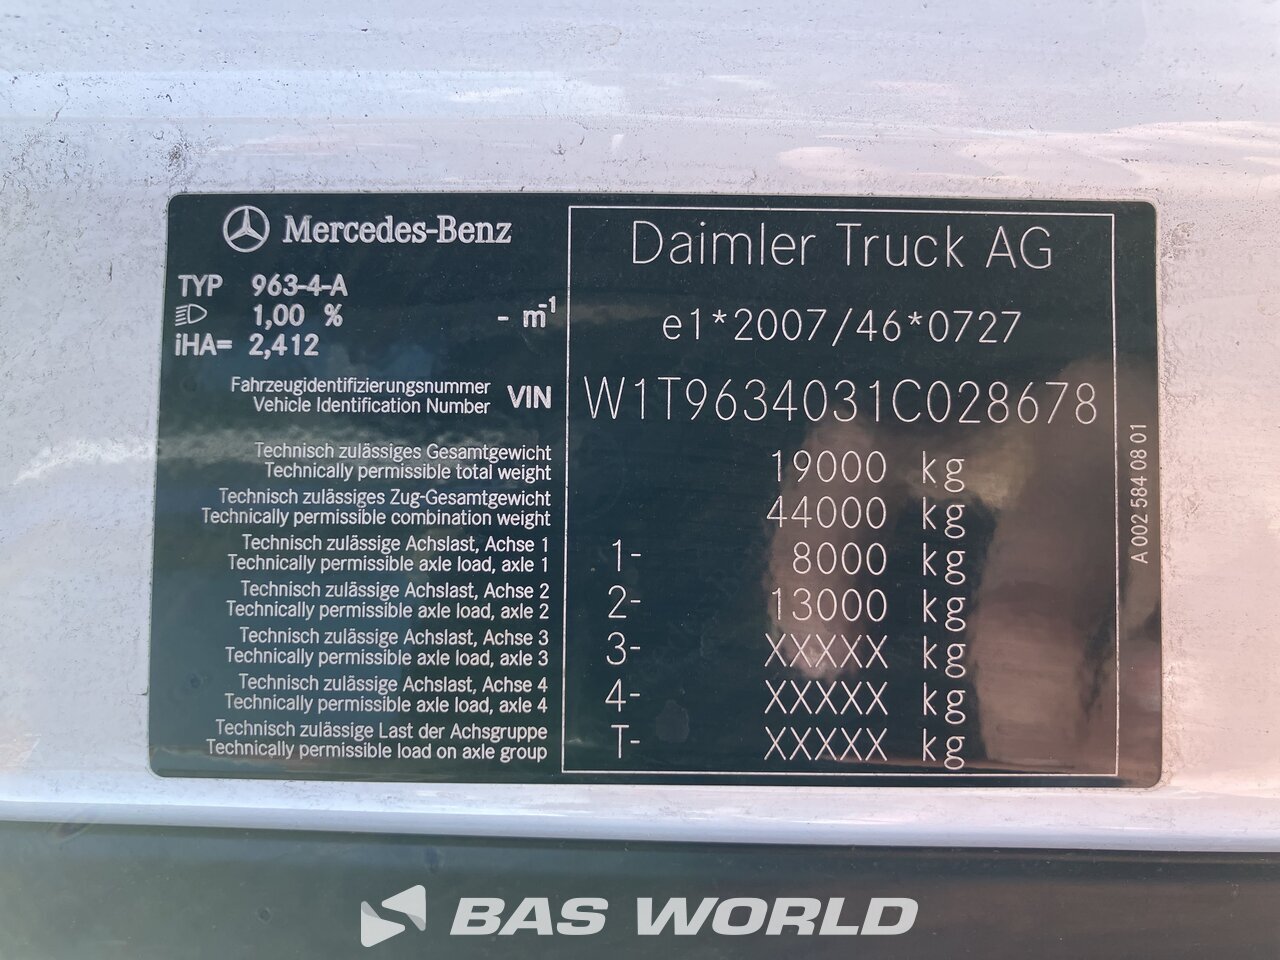 Mercedes-Benz
TYP 963-4-A
1,00 % - m-1
iHA= 2,412
Daimler Truck AG
e1*2007/46*0727
Fahrzeugidentifizierungsnummer
Vehicle Identification Number
VIN W1T9634031C028678
Technisch zulässiges Gesamtgewicht
Technically permissible total weight
19000 kg
Technisch zulässiges Zug-Gesamtgewicht
Technically permissible combination weight
44000 kg
Technisch zulässige Achslast, Achse 1
Technically permissible axle load, axle 1
1- 8000 kg
Technisch zulässige Achslast, Achse 2
Technically permissible axle load, axle 2
2- 13000 kg
Technisch zulässige Achslast, Achse 3
Technically permissible axle load, axle 3
3- XXXXX kg
Technisch zulässige Achslast, Achse 4
Technically permissible axle load, axle 4
4- XXXXX kg
Technisch zulässige Last der Achsgruppe
Technically permissible load on axle group
T- XXXXX kg
A 002 584 08 01
BAS WORLD